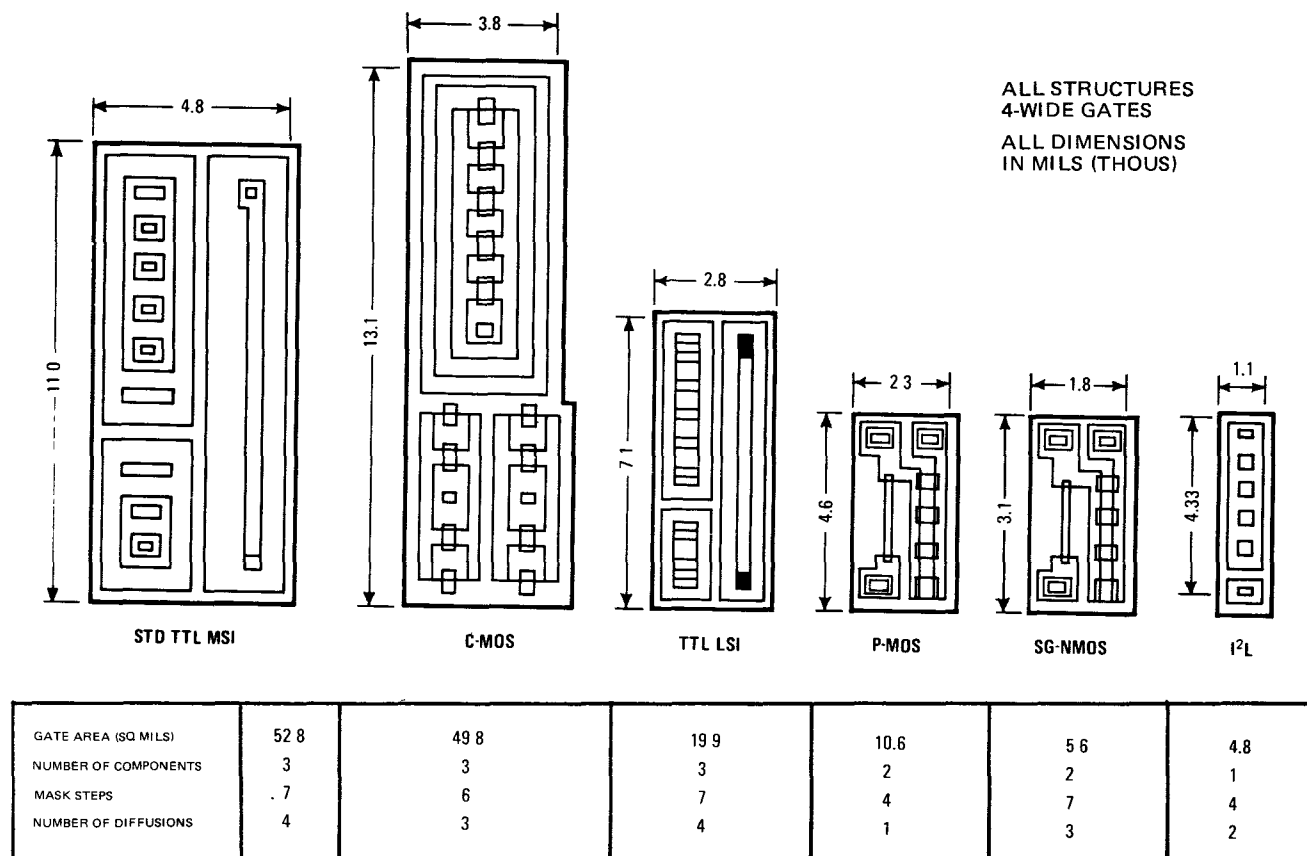 ALL STRUCTURES
4-WIDE GATES
ALL DIMENSIONS
IN MILS (THOUS)
4.8
11 0
STD TTL MSI
3.8
13.1
C-MOS
2.8
7 1
TTL LSI
2 3
4.6
P-MOS
1.8
3.1
SG-NMOS
1.1
4.33
I²L
GATE AREA (SQ MILS) 52 8 49 8 19 9 10.6 5 6 4.8
NUMBER OF COMPONENTS 3 3 3 2 2 1
MASK STEPS . 7 6 7 4 7 4
NUMBER OF DIFFUSIONS 4 3 4 1 3 2